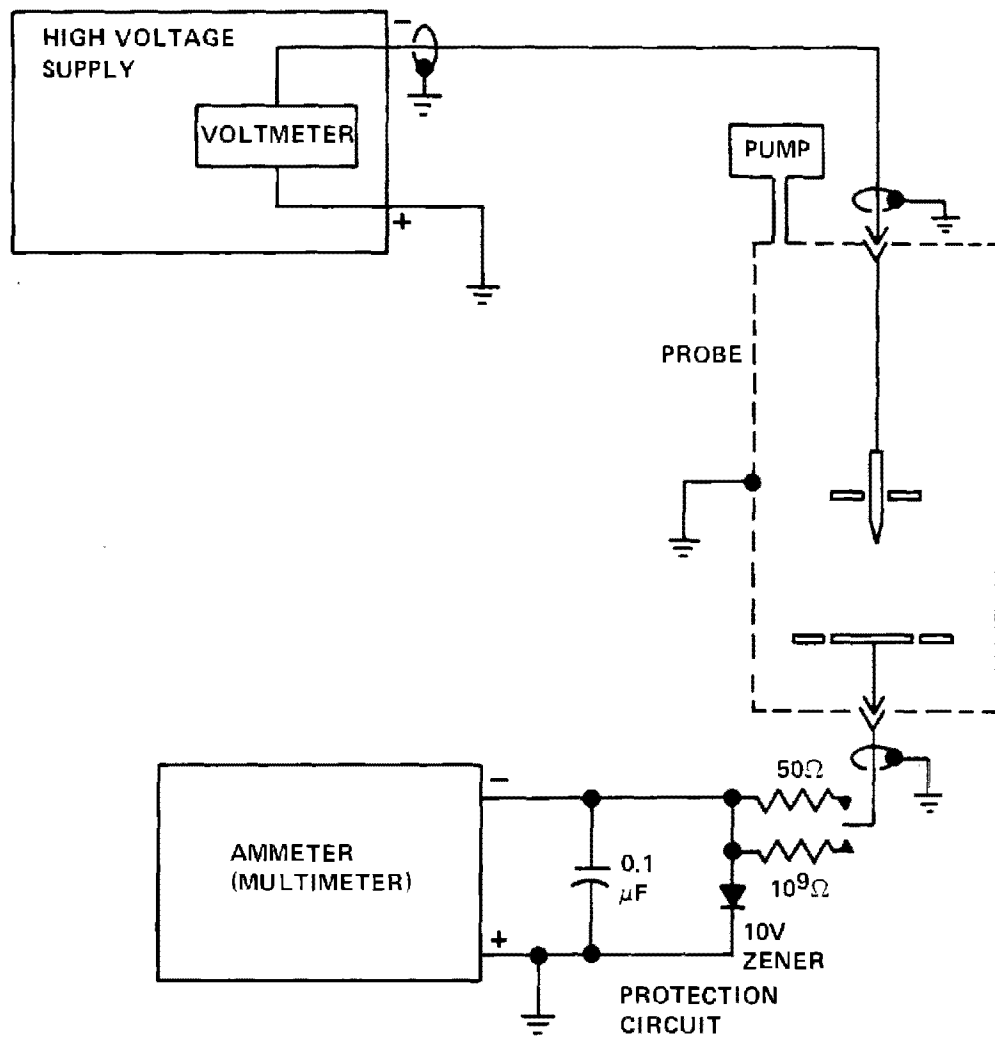 HIGH VOLTAGE
SUPPLY
−
VOLTMETER
+
PUMP
PROBE
50Ω
−
AMMETER
(MULTIMETER)
0.1
μF
10⁹Ω
+
10V
ZENER
PROTECTION
CIRCUIT